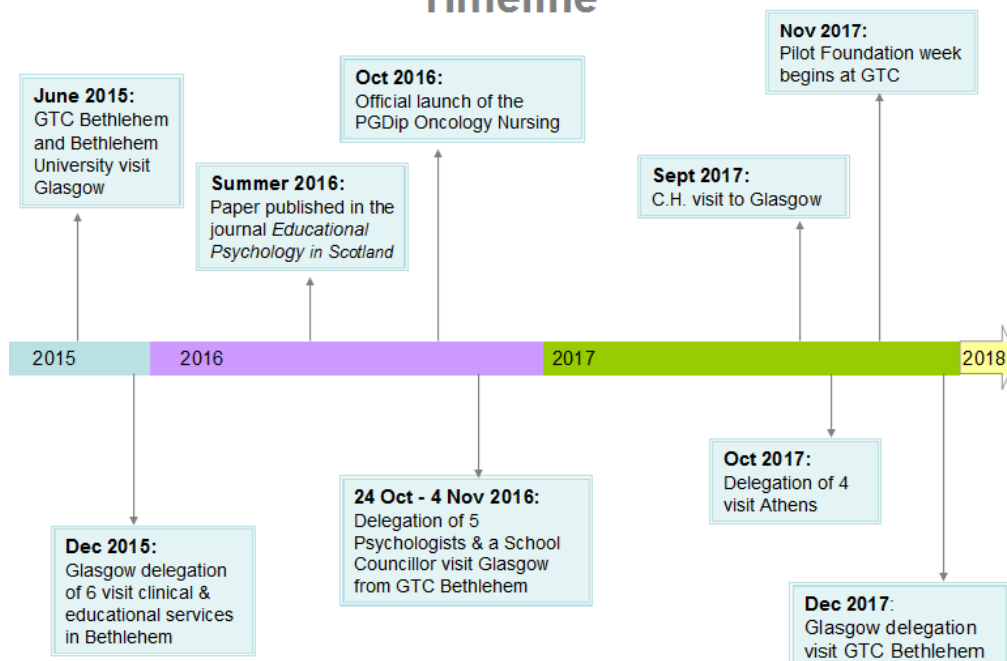 Timeline
Nov 2017:
Pilot Foundation week
begins at GTC
Oct 2016:
Official launch of the
PGDip Oncology Nursing
June 2015:
GTC Bethlehem
and Bethlehem
University visit
Glasgow
Summer 2016:
Paper published in the
journal Educational
Psychology in Scotland
Sept 2017:
C.H. visit to Glasgow
2015
2016
2017
2018
Dec 2015:
Glasgow delegation
of 6 visit clinical &
educational services
in Bethlehem
24 Oct - 4 Nov 2016:
Delegation of 5
Psychologists & a School
Councillor visit Glasgow
from GTC Bethlehem
Oct 2017:
Delegation of 4
visit Athens
Dec 2017:
Glasgow delegation
visit GTC Bethlehem